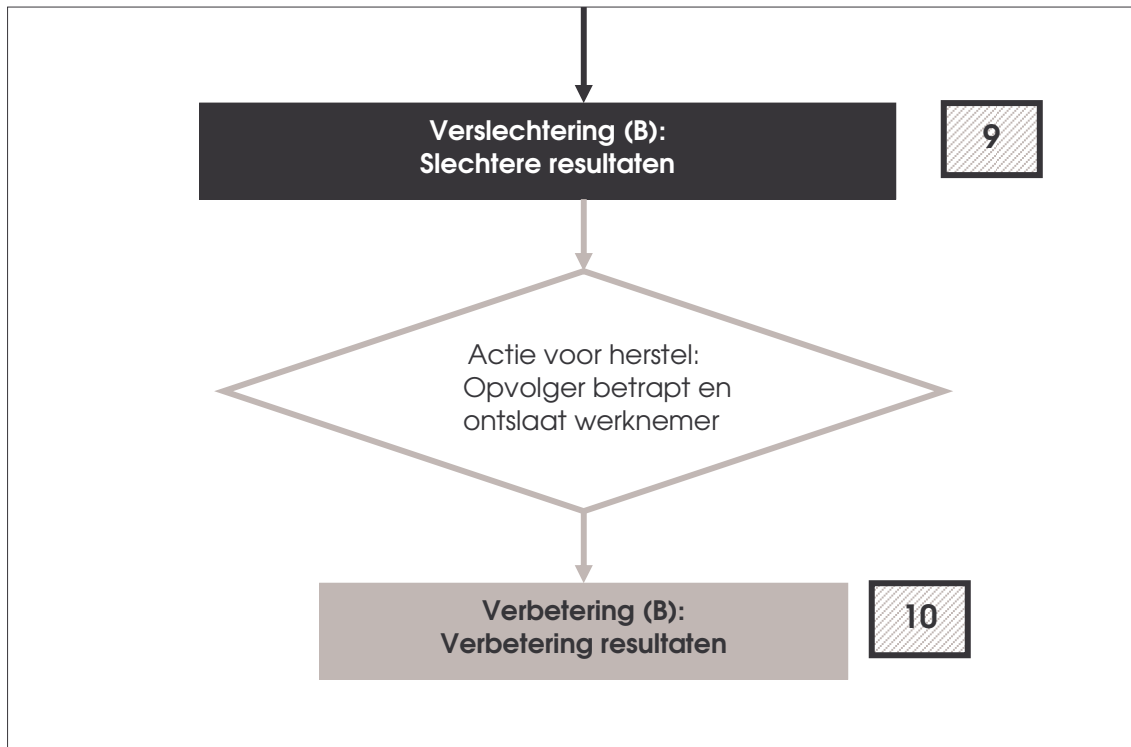 Verslechtering (B):
Slechtere resultaten
9
Actie voor herstel:
Opvolger betrapt en
ontslaat werknemer
Verbetering (B):
Verbetering resultaten
10